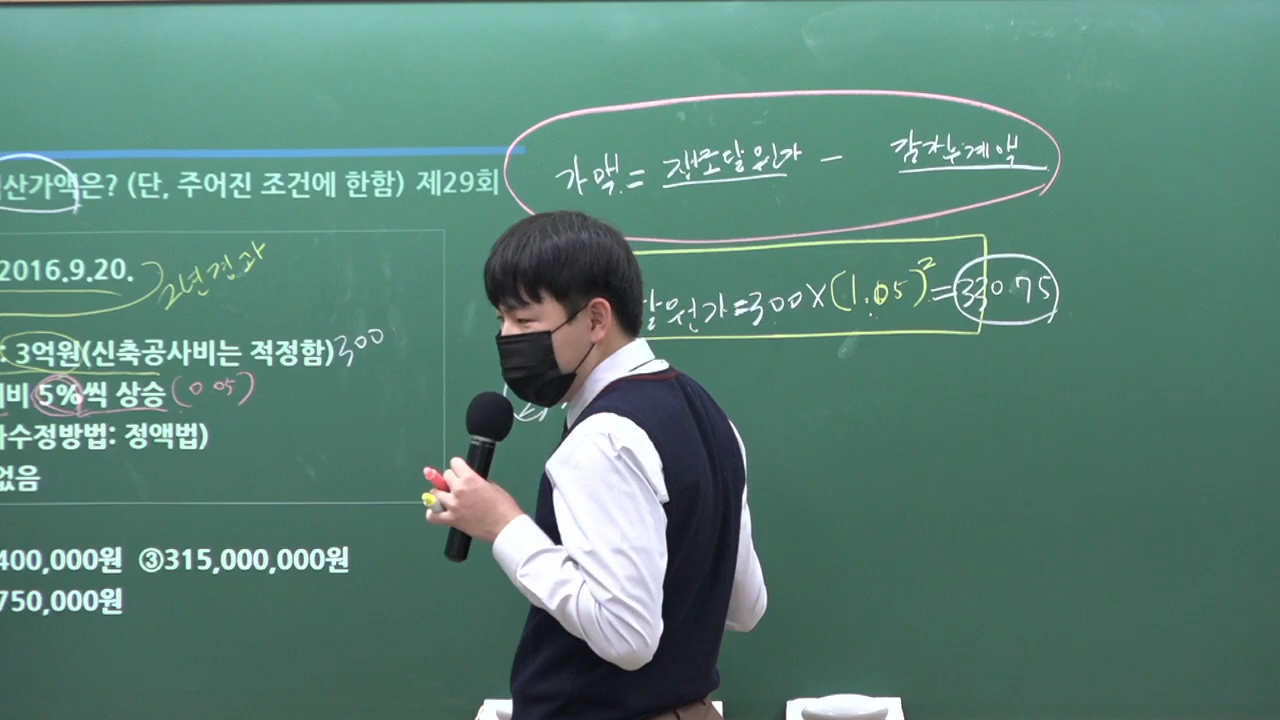 가액 = 재조달원가 - 감가누계액
산가액은? (단, 주어진 조건에 한함) 제29회
2016.9.20. 2년경과
달원가=300×(1.05)²=330.75
3억원(신축공사비는 적정함) 300
비 5%씩 상승 (0.05)
수정방법: 정액법)
없음
400,000원 ③315,000,000원
750,000원